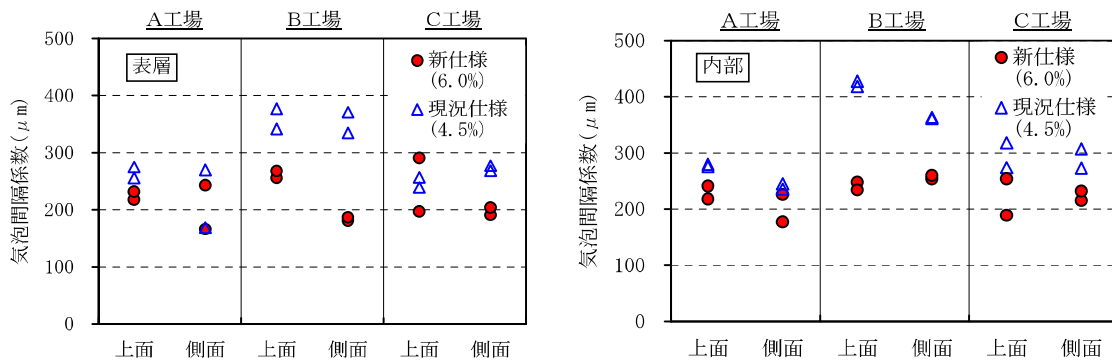 A工場 B工場 C工場
500
400
300
200
100
0
気泡間隔係数(μm)
表層
新仕様
(6.0%)
現況仕様
(4.5%)
上面 側面 上面 側面 上面 側面
A工場 B工場 C工場
500
400
300
200
100
0
気泡間隔係数(μm)
内部
新仕様
(6.0%)
現況仕様
(4.5%)
上面 側面 上面 側面 上面 側面